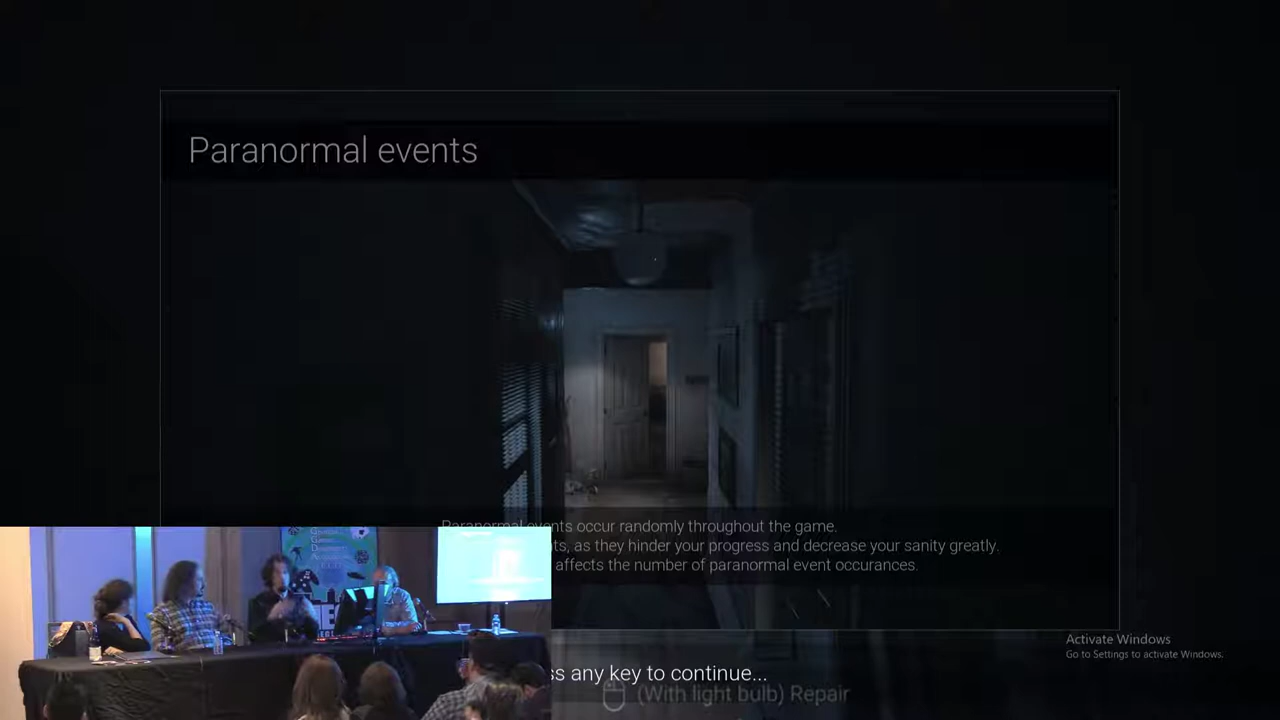 Paranormal events
Paranormal events occur randomly throughout the game.
as they hinder your progress and decrease your sanity greatly.
affects the number of paranormal event occurances.
Activate Windows
Go to Settings to activate Windows.
any key to continue...
(With light bulb) Repair